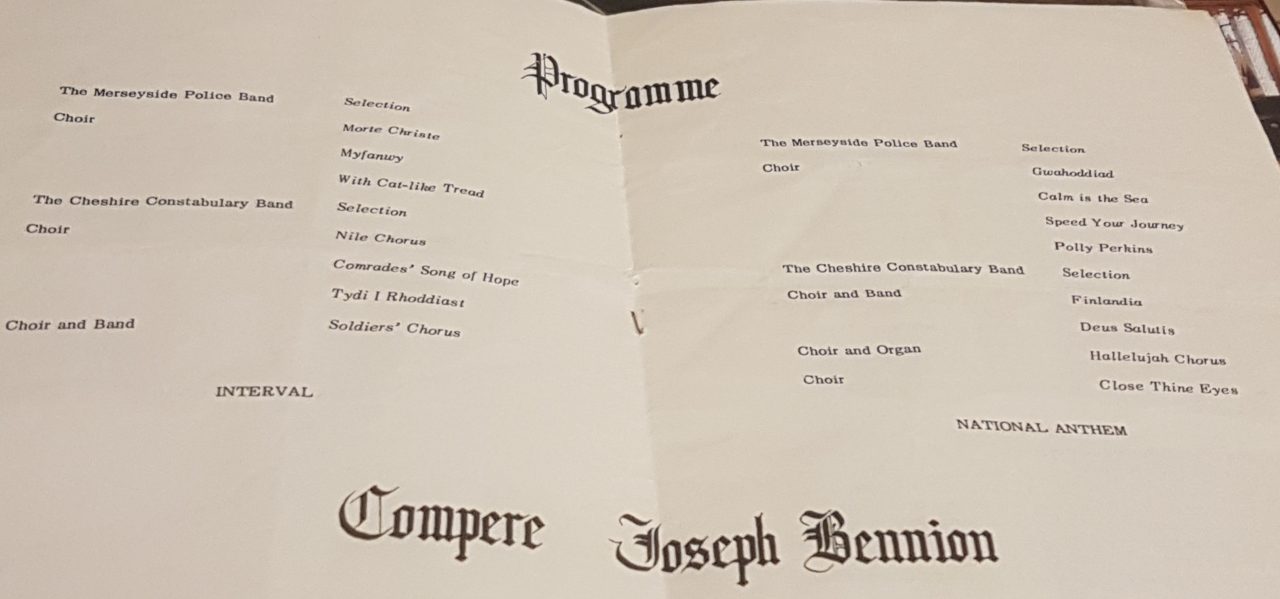 Programme
The Merseyside Police Band Selection
Choir Morte Christe
Myfanwy
With Cat-like Tread
The Cheshire Constabulary Band Selection
Choir Nile Chorus
Comrades' Song of Hope
Tydi I Rhoddiast
Choir and Band Soldiers' Chorus
INTERVAL
The Merseyside Police Band Selection
Choir Gwahoddiad
Calm is the Sea
Speed Your Journey
Polly Perkins
The Cheshire Constabulary Band Selection
Choir and Band Finlandia
Deus Salutis
Choir and Organ Hallelujah Chorus
Choir Close Thine Eyes
NATIONAL ANTHEM
Compere Joseph Bennion